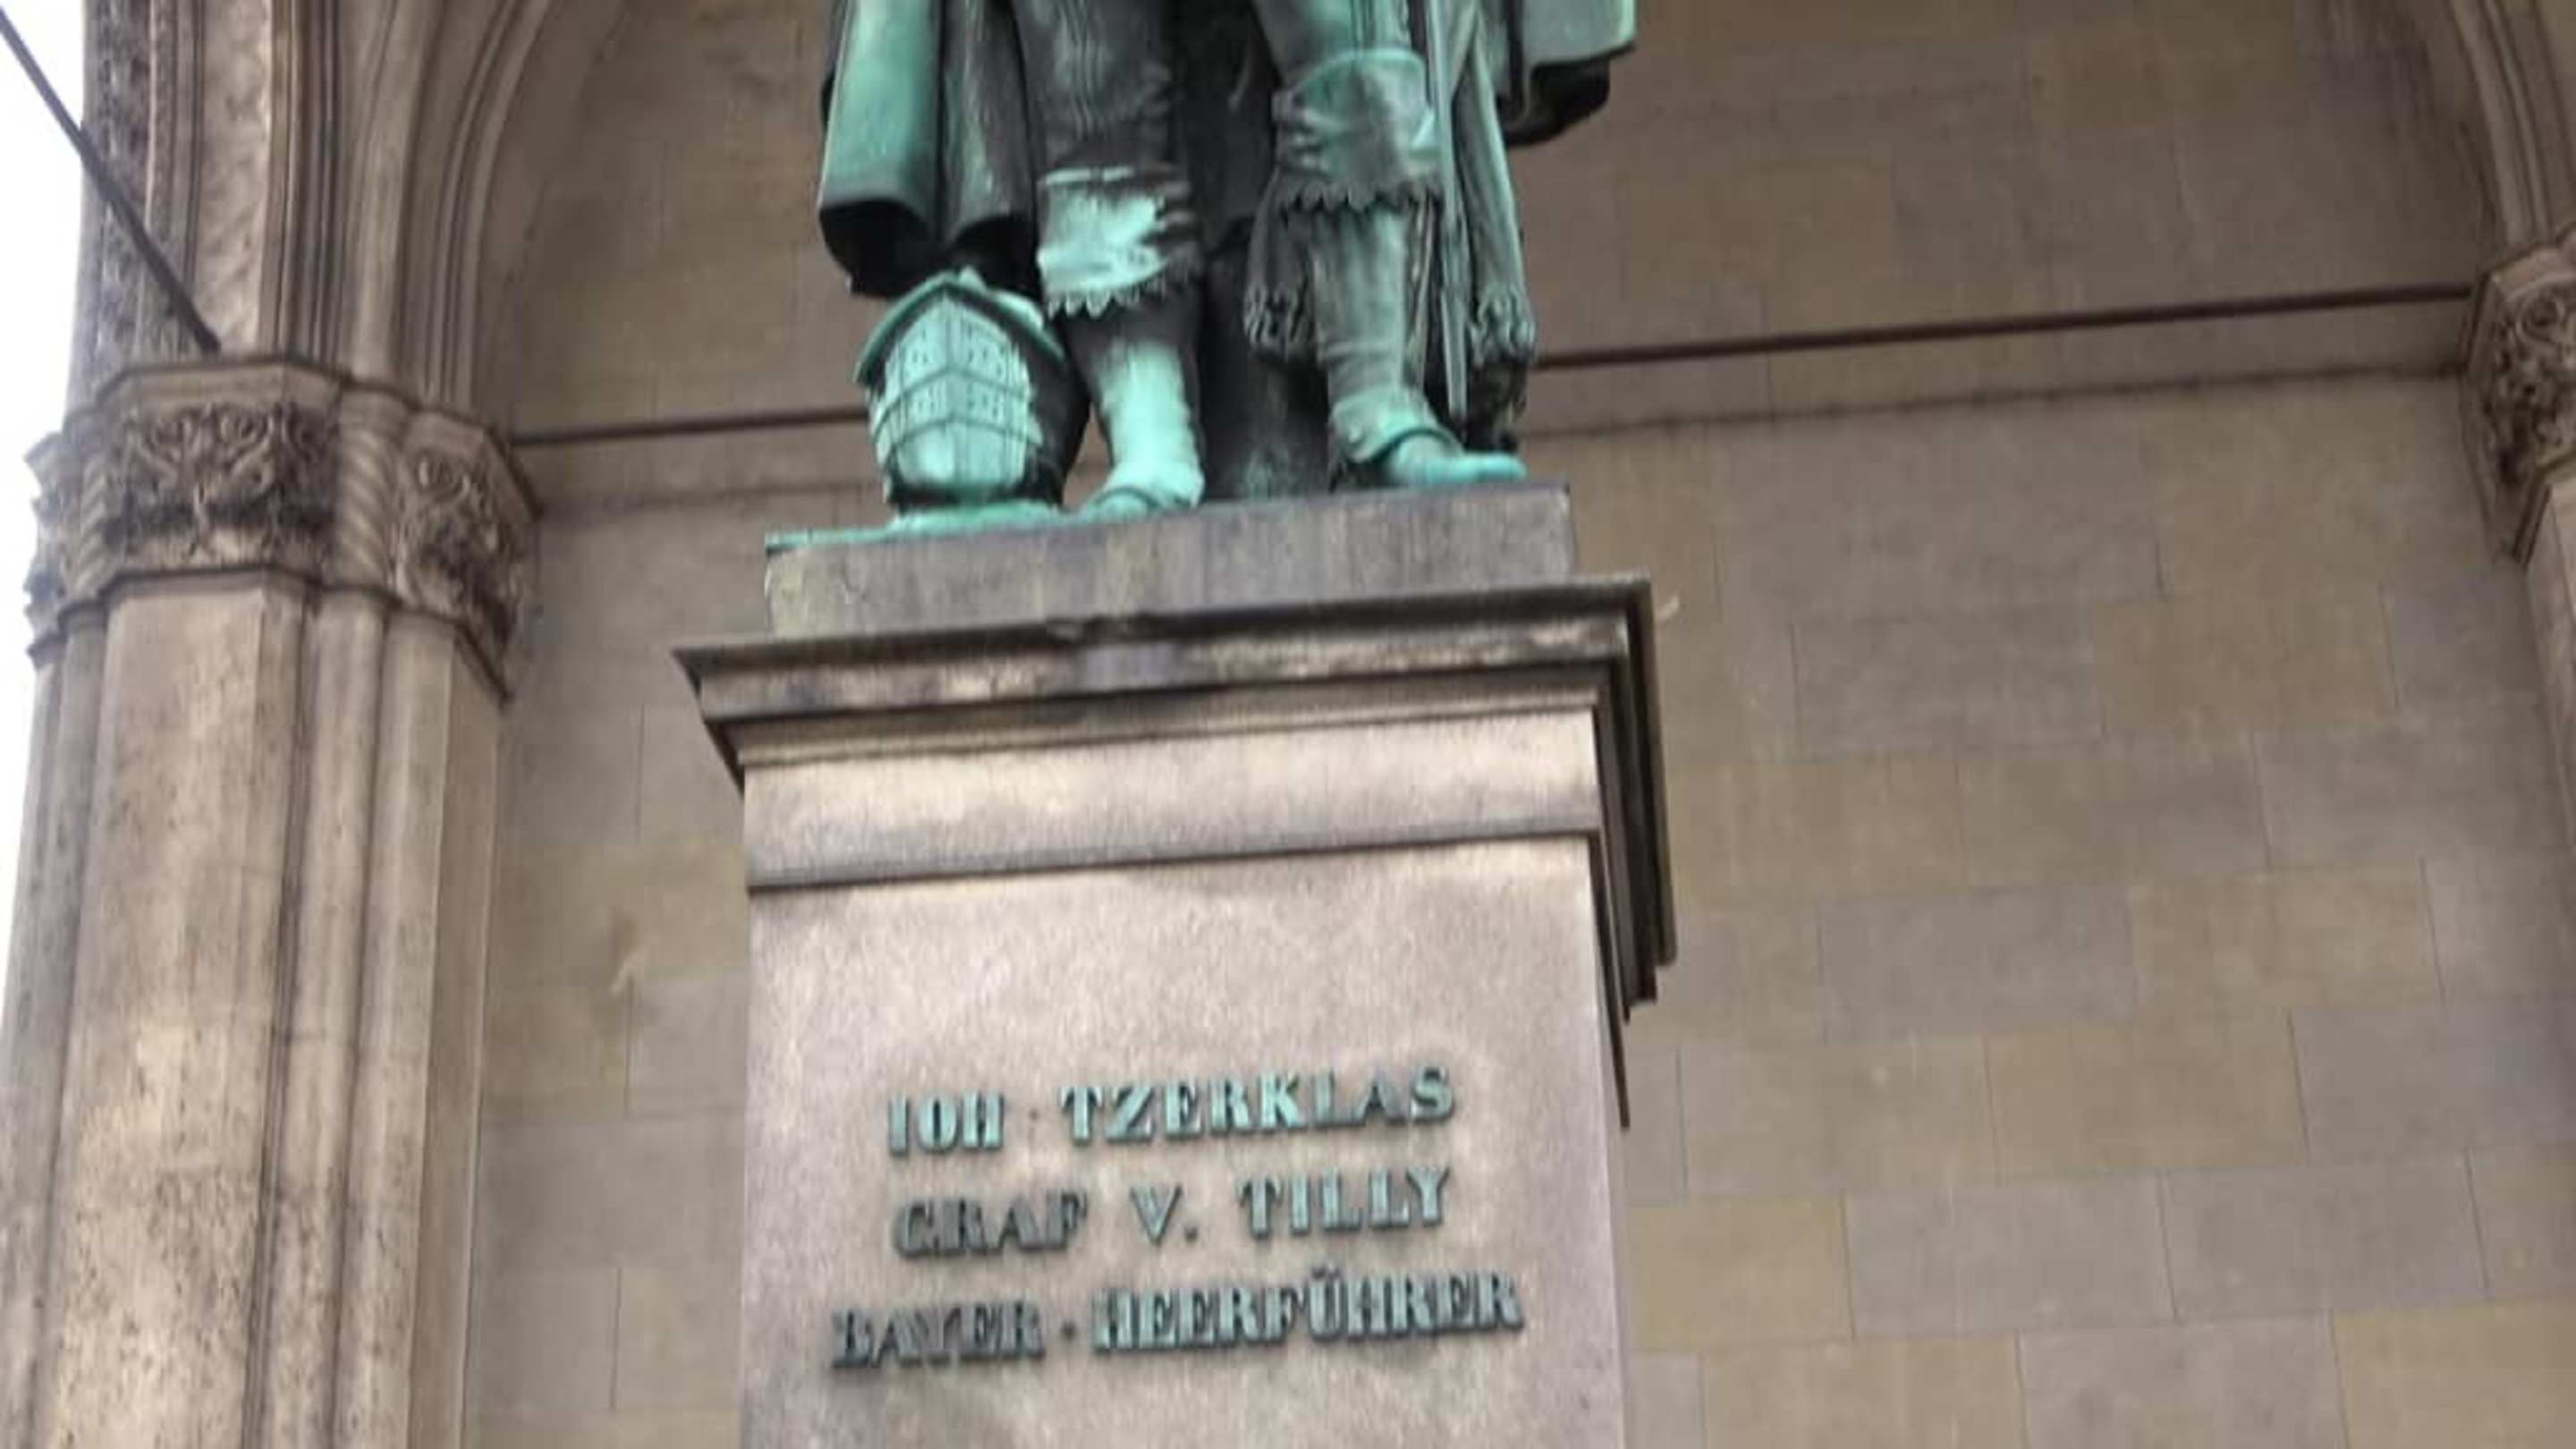 IOH · TZERKLAS
GRAF V. TILLY
BAYER · HEERFÜHRER